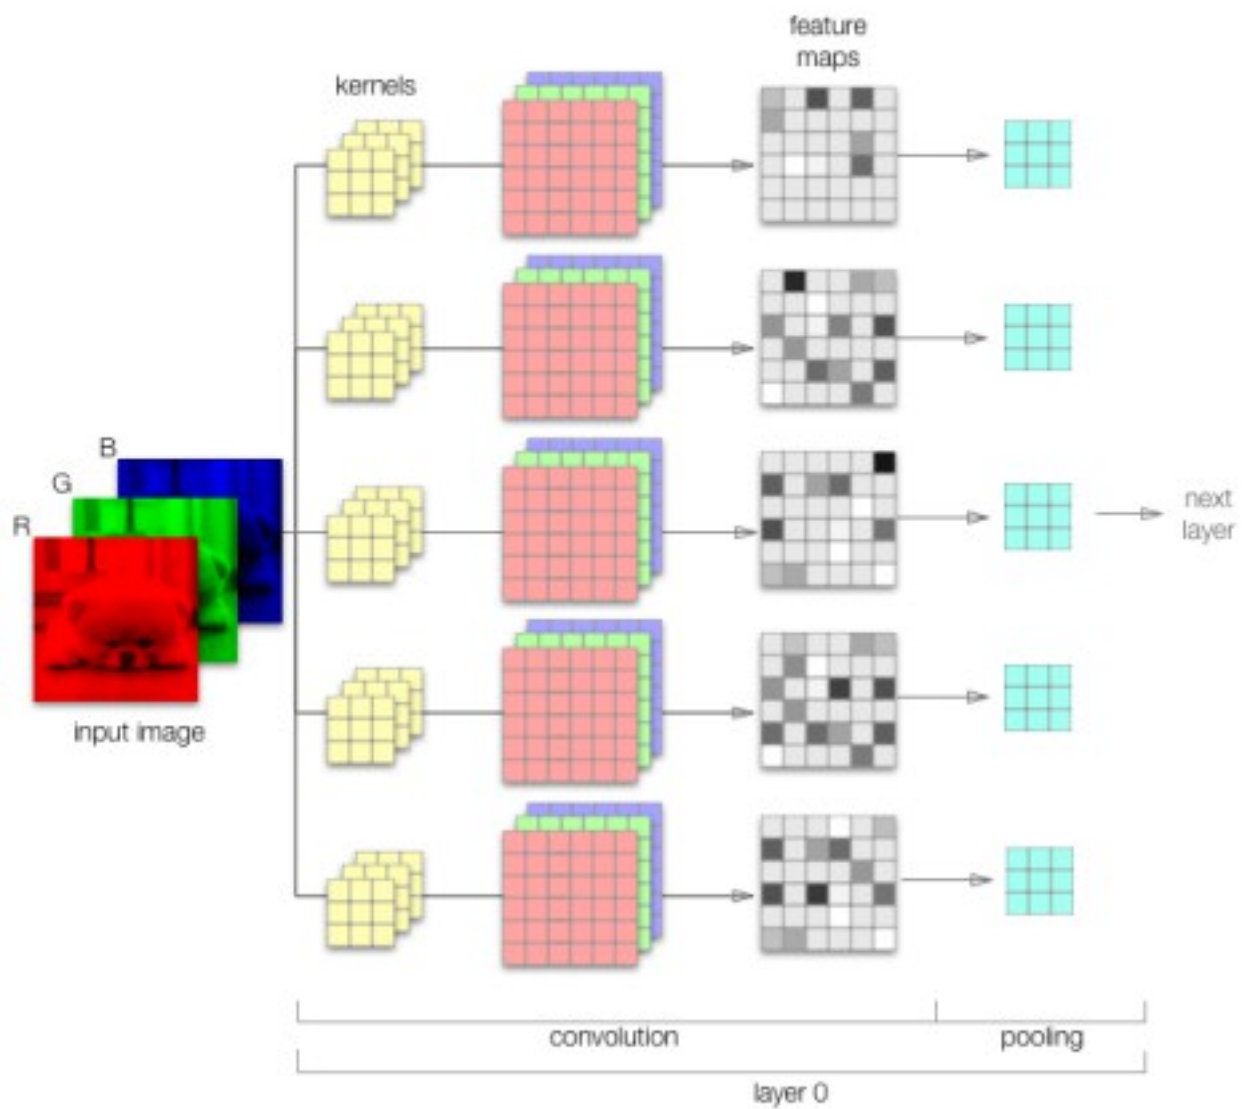 feature
maps
kernels
B
G
R
input image
next
layer
convolution
pooling
layer 0